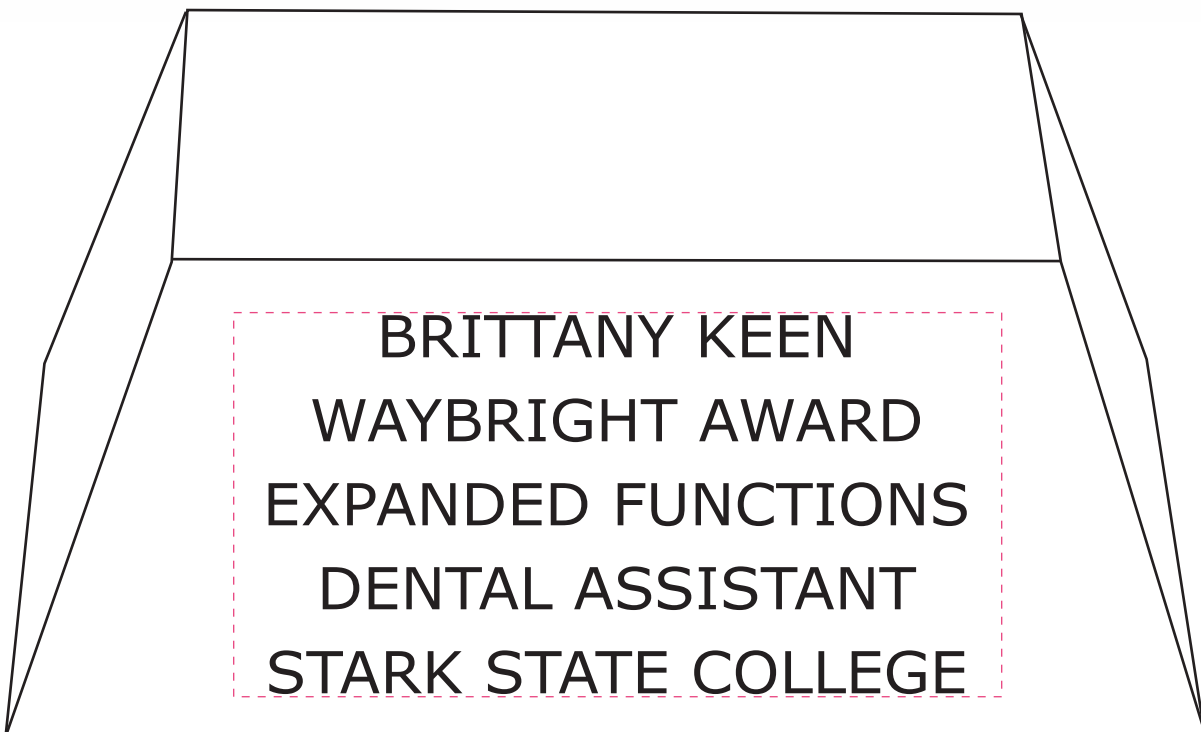 BRITTANY KEEN
WAYBRIGHT AWARD
EXPANDED FUNCTIONS
DENTAL ASSISTANT
STARK STATE COLLEGE